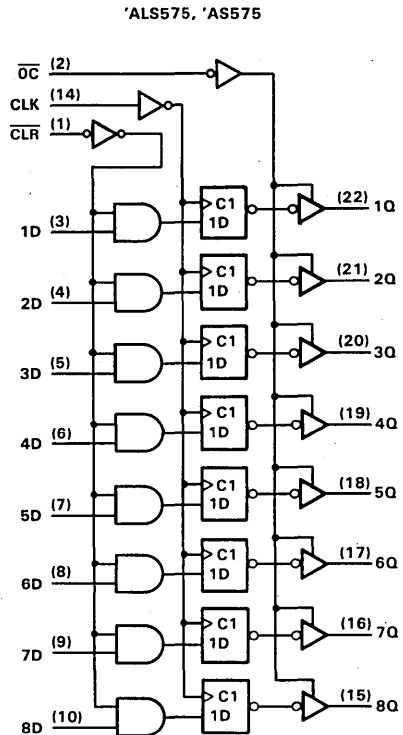 'ALS575, 'AS575
OC (2)
CLK (14)
CLR (1)
C1
1D (3) 1D (22) 1Q
C1
2D (4) 1D (21) 2Q
C1
3D (5) 1D (20) 3Q
C1
4D (6) 1D (19) 4Q
C1
5D (7) 1D (18) 5Q
C1
6D (8) 1D (17) 6Q
C1
7D (9) 1D (16) 7Q
C1
8D (10) 1D (15) 8Q